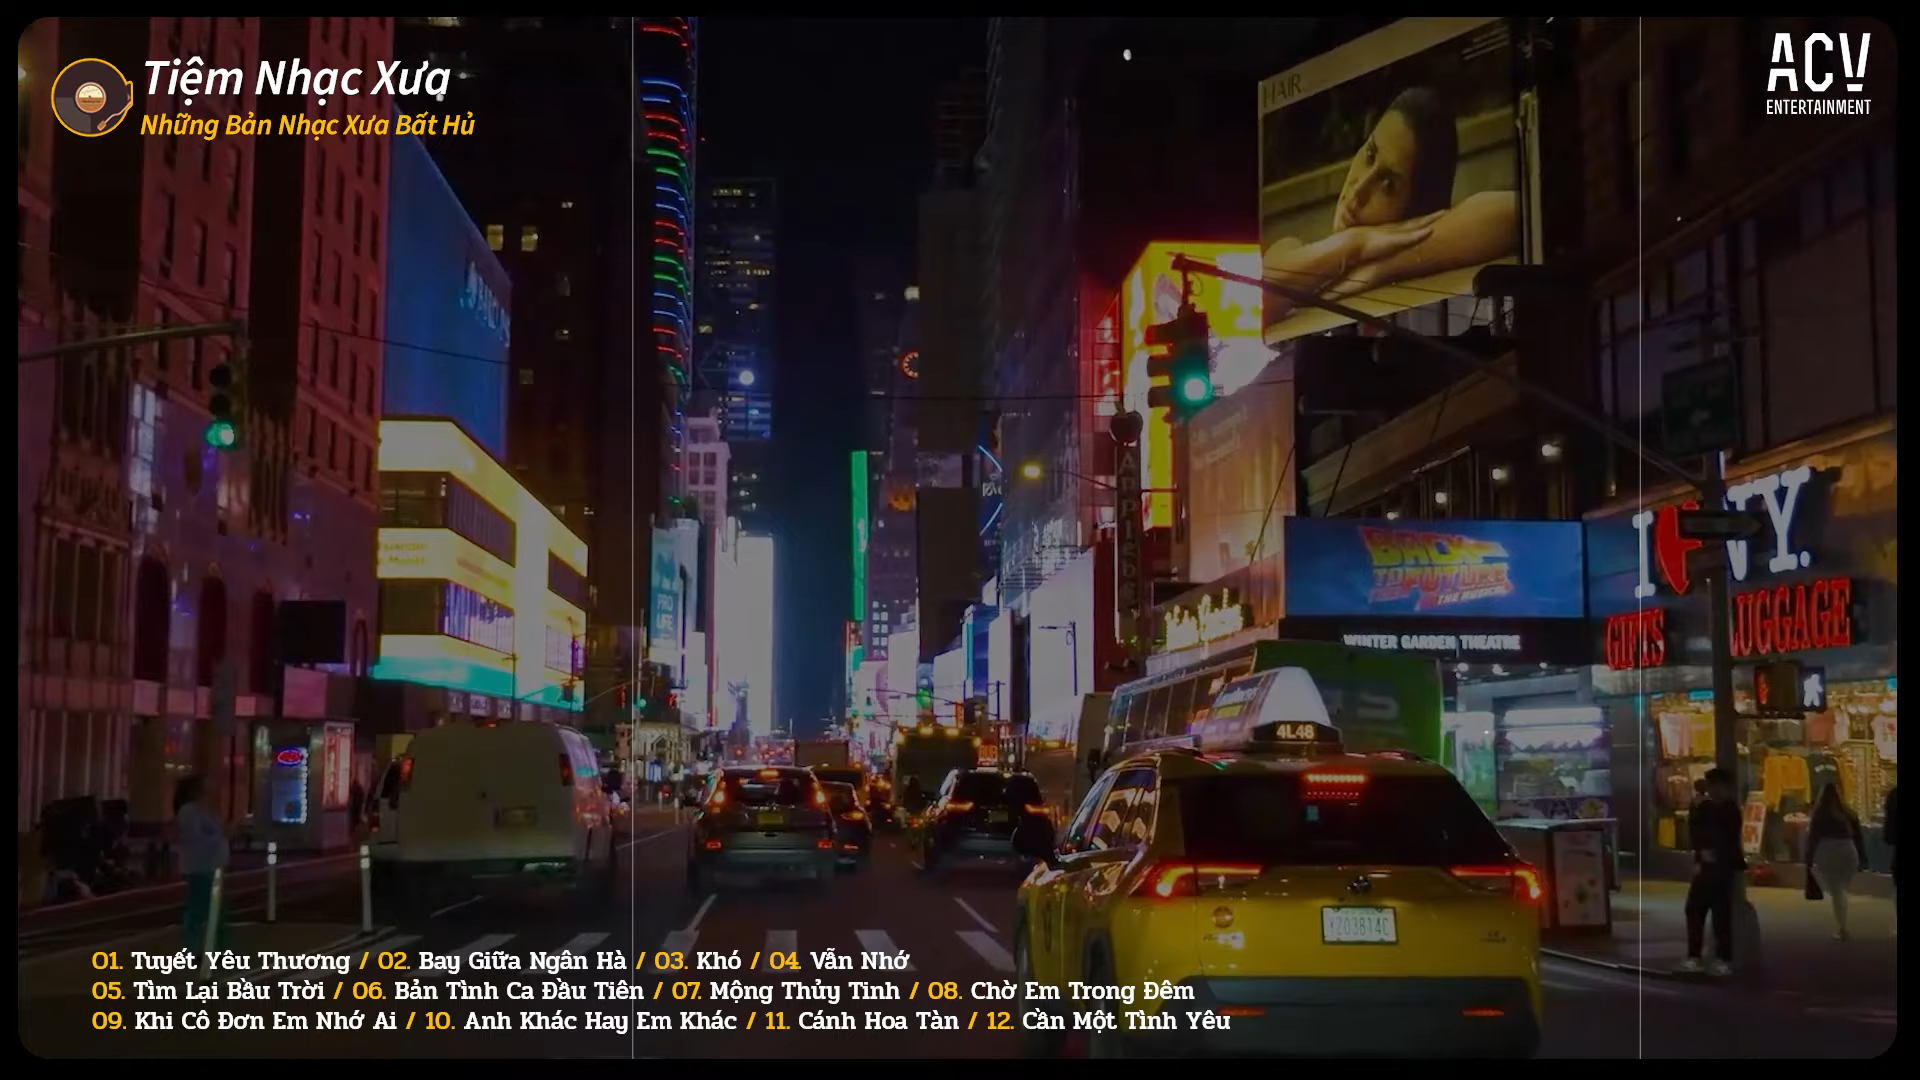 Tiệm Nhạc Xưa
Những Bản Nhạc Xưa Bất Hủ
ACV
ENTERTAINMENT
HAIR
Applebee
BACK TO THE FUTURE
THE MUSICAL
WINTER GARDEN THEATRE
I NY.
GIFTS
LUGGAGE
PRO
LIFE
4L48
01. Tuyết Yêu Thương / 02. Bay Giữa Ngân Hà / 03. Khó / 04. Vẫn Nhớ
05. Tìm Lại Bầu Trời / 06. Bản Tình Ca Đầu Tiên / 07. Mộng Thủy Tinh / 08. Chờ Em Trong Đêm
09. Khi Cô Đơn Em Nhớ Ai / 10. Anh Khác Hay Em Khác / 11. Cánh Hoa Tàn / 12. Cần Một Tình Yêu